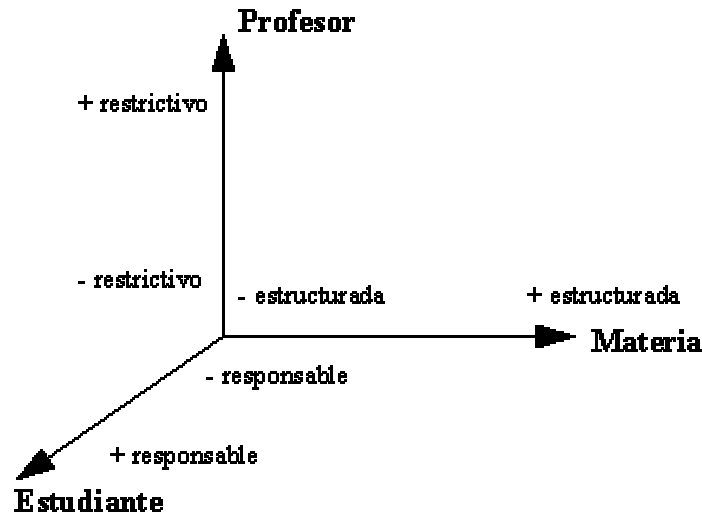 Profesor
+ restrictivo
- restrictivo
- estructurada
+ estructurada
Materia
- responsable
+ responsable
Estudiante